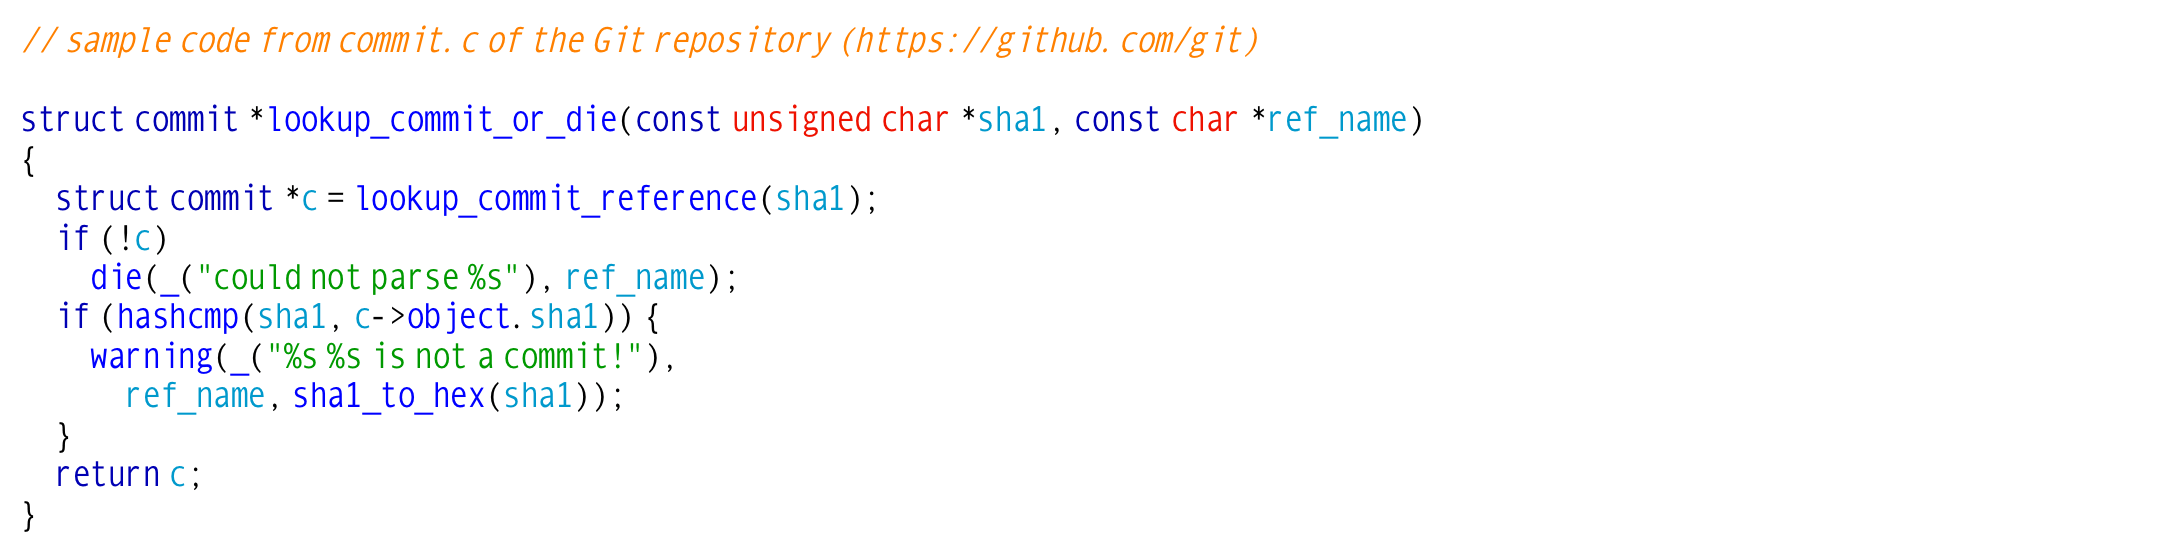 // sample code from commit.c of the Git repository (https://github.com/git)

struct commit *lookup_commit_or_die(const unsigned char *sha1, const char *ref_name)
{
  struct commit *c = lookup_commit_reference(sha1);
  if (!c)
    die(_("could not parse %s"), ref_name);
  if (hashcmp(sha1, c->object.sha1)) {
    warning(_("%s %s is not a commit!"),
      ref_name, sha1_to_hex(sha1));
  }
  return c;
}